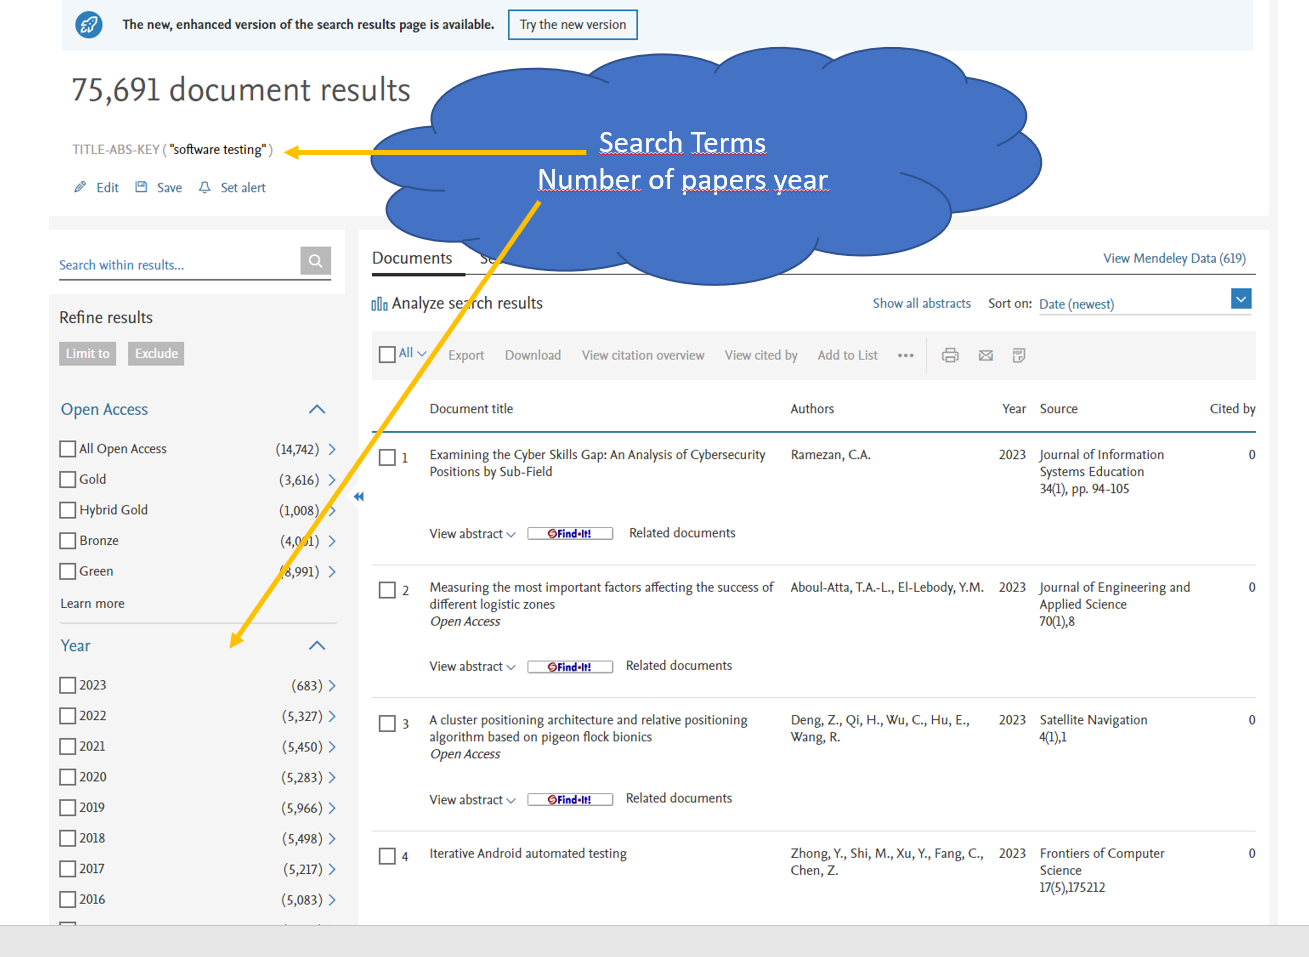 The new, enhanced version of the search results page is available. Try the new version
75,691 document results
TITLE-ABS-KEY ( "software testing" )
Edit Save Set alert
Search Terms
Number of papers year
Search within results...
Refine results
Limit to Exclude
Open Access
All Open Access (14,742)
Gold (3,616)
Hybrid Gold (1,008)
Bronze
Green
Learn more
Year
2023 (683)
2022 (5,327)
2021 (5,450)
2020 (5,283)
2019 (5,966)
2018 (5,498)
2017 (5,217)
2016 (5,083)
Documents
View Mendeley Data (619)
Analyze search results
Show all abstracts Sort on: Date (newest)
All Export Download View citation overview View cited by Add to List ••• PDF
Document title Authors Year Source Cited by
1 Examining the Cyber Skills Gap: An Analysis of Cybersecurity Ramezan, C.A. 2023 Journal of Information 0
Positions by Sub-Field Systems Education
34(1), pp. 94-105
View abstract Find·It! Related documents
2 Measuring the most important factors affecting the success of Aboul-Atta, T.A.-L., El-Lebody, Y.M. 2023 Journal of Engineering and 0
different logistic zones Applied Science
Open Access 70(1),8
View abstract Find·It! Related documents
3 A cluster positioning architecture and relative positioning Deng, Z., Qi, H., Wu, C., Hu, E., 2023 Satellite Navigation 0
algorithm based on pigeon flock bionics Wang, R. 4(1),1
Open Access
View abstract Find·It! Related documents
4 Iterative Android automated testing Zhong, Y., Shi, M., Xu, Y., Fang, C., 2023 Frontiers of Computer 0
Chen, Z. Science
17(5),175212